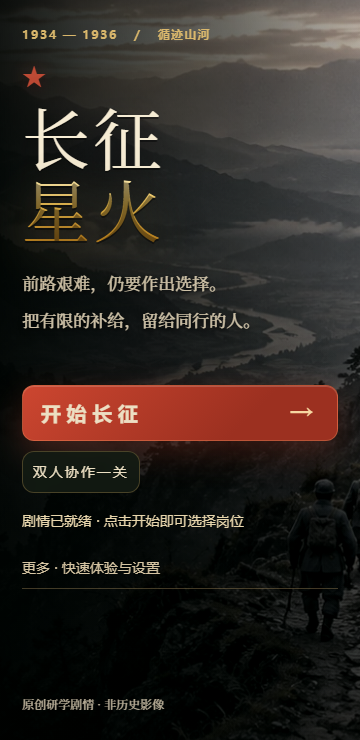 1934 — 1936 / 循迹山河
长征
星火
前路艰难，仍要作出选择。
把有限的补给，留给同行的人。
开始长征 →
双人协作一关
剧情已就绪 · 点击开始即可选择岗位
更多 · 快速体验与设置
原创研学剧情 · 非历史影像